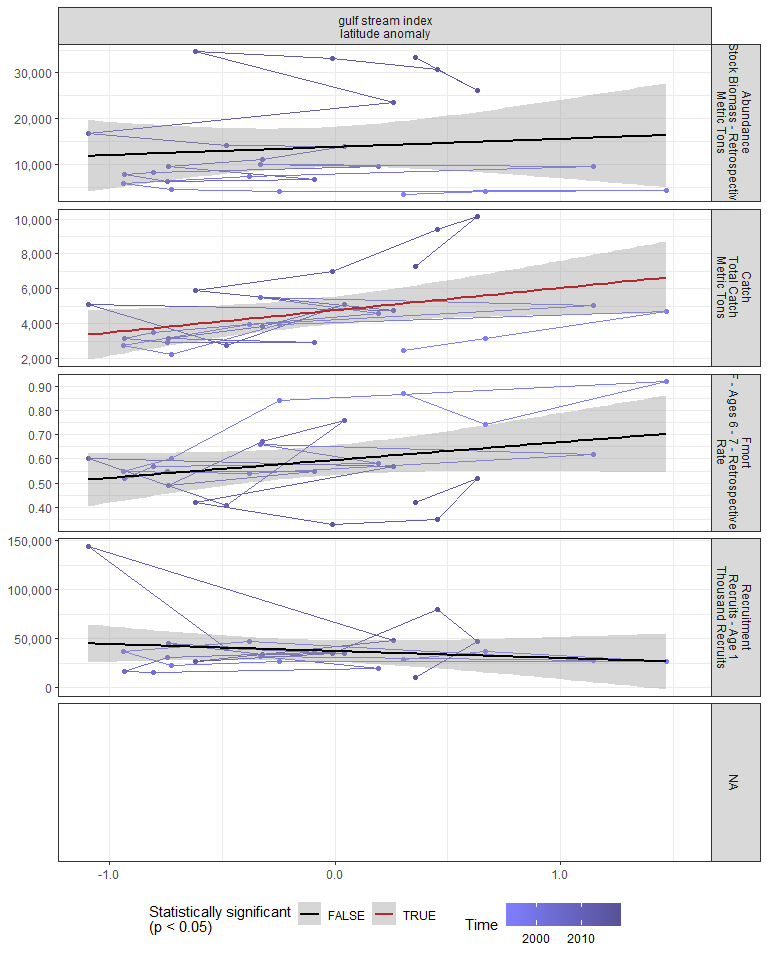 gulf stream index
latitude anomaly
30,000
20,000
10,000
Abundance
Stock Biomass - Retrospectiv
Metric Tons
10,000
8,000
6,000
4,000
2,000
Catch
Total Catch
Metric Tons
0.90
0.80
0.70
0.60
0.50
0.40
Fmort
F - Ages 6 - 7 - Retrospective
Rate
150,000
100,000
50,000
0
Recruitment
Recruits - Age 1
Thousand Recruits
NA
-1.0
0.0
1.0
Statistically significant
(p < 0.05)
FALSE
TRUE
Time
2000
2010